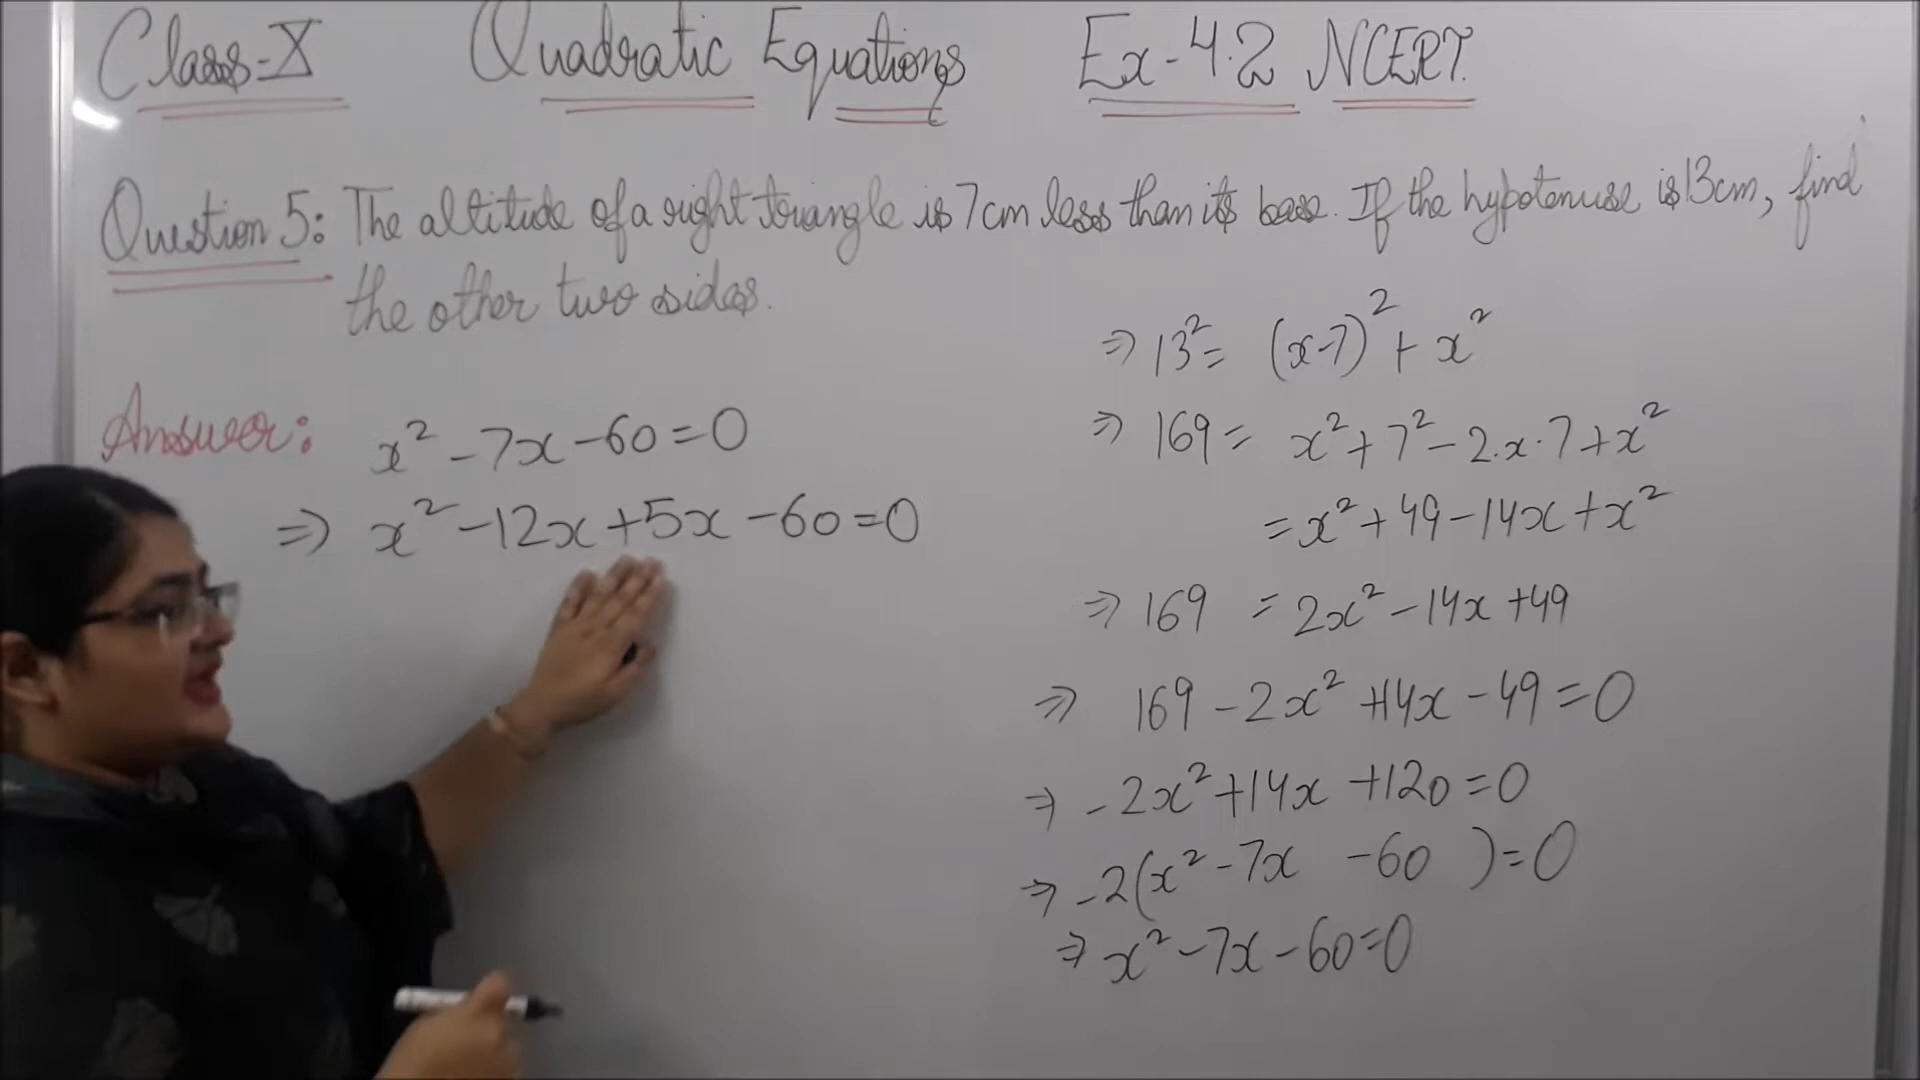 Class-X Quadratic Equations Ex-4.2 NCERT
Question 5: The altitude of a right triangle is 7cm less than its base. If the hypotenuse is 13cm, find
the other two sides.
Answer: x² - 7x - 60 = 0
⇒ x² - 12x + 5x - 60 = 0
⇒ 13² = (x-7)² + x²
⇒ 169 = x² + 7² - 2.x.7 + x²
= x² + 49 - 14x + x²
⇒ 169 = 2x² - 14x + 49
⇒ 169 - 2x² + 14x - 49 = 0
⇒ -2x² + 14x + 120 = 0
⇒ -2(x² - 7x - 60 ) = 0
⇒ x² - 7x - 60 = 0